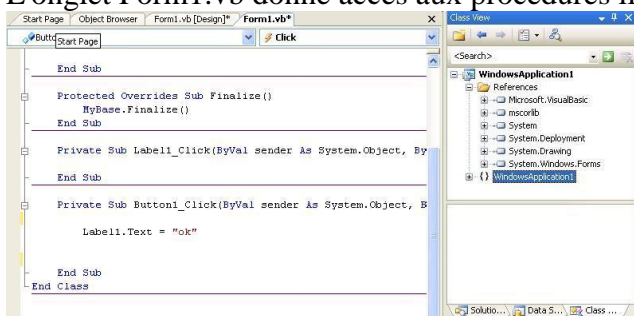 L'onglet Form1.vb donne accès aux procédures
Start Page Object Browser Form1.vb [Design]* Form1.vb*
Start Page
Click
End Sub
Protected Overrides Sub Finalize()
MyBase.Finalize()
End Sub
Private Sub Label1_Click(ByVal sender As System.Object, By
End Sub
Private Sub Button1_Click(ByVal sender As System.Object, B
Label1.Text = "ok"
End Sub
End Class
Class View
<Search>
WindowsApplication1
References
Microsoft.VisualBasic
mscorlib
System
System.Deployment
System.Drawing
System.Windows.Forms
{} WindowsApplication1
Solutio... Data S... Class ...